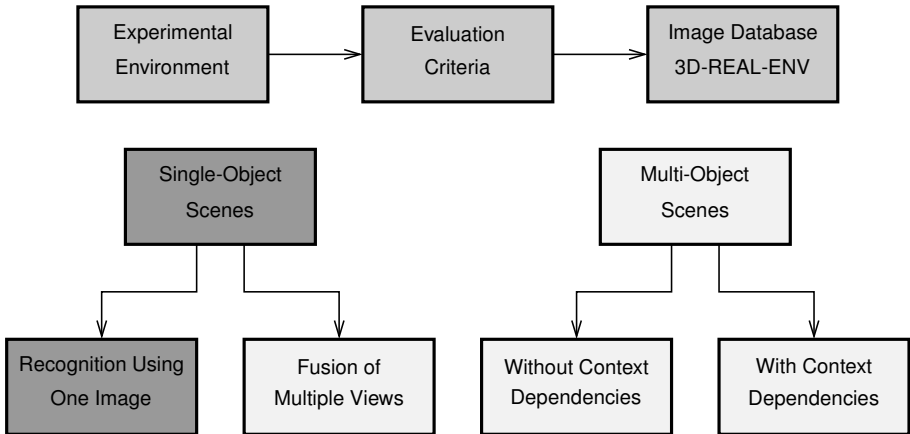 Experimental
Environment
Evaluation
Criteria
Image Database
3D-REAL-ENV
Single-Object
Scenes
Multi-Object
Scenes
Recognition Using
One Image
Fusion of
Multiple Views
Without Context
Dependencies
With Context
Dependencies